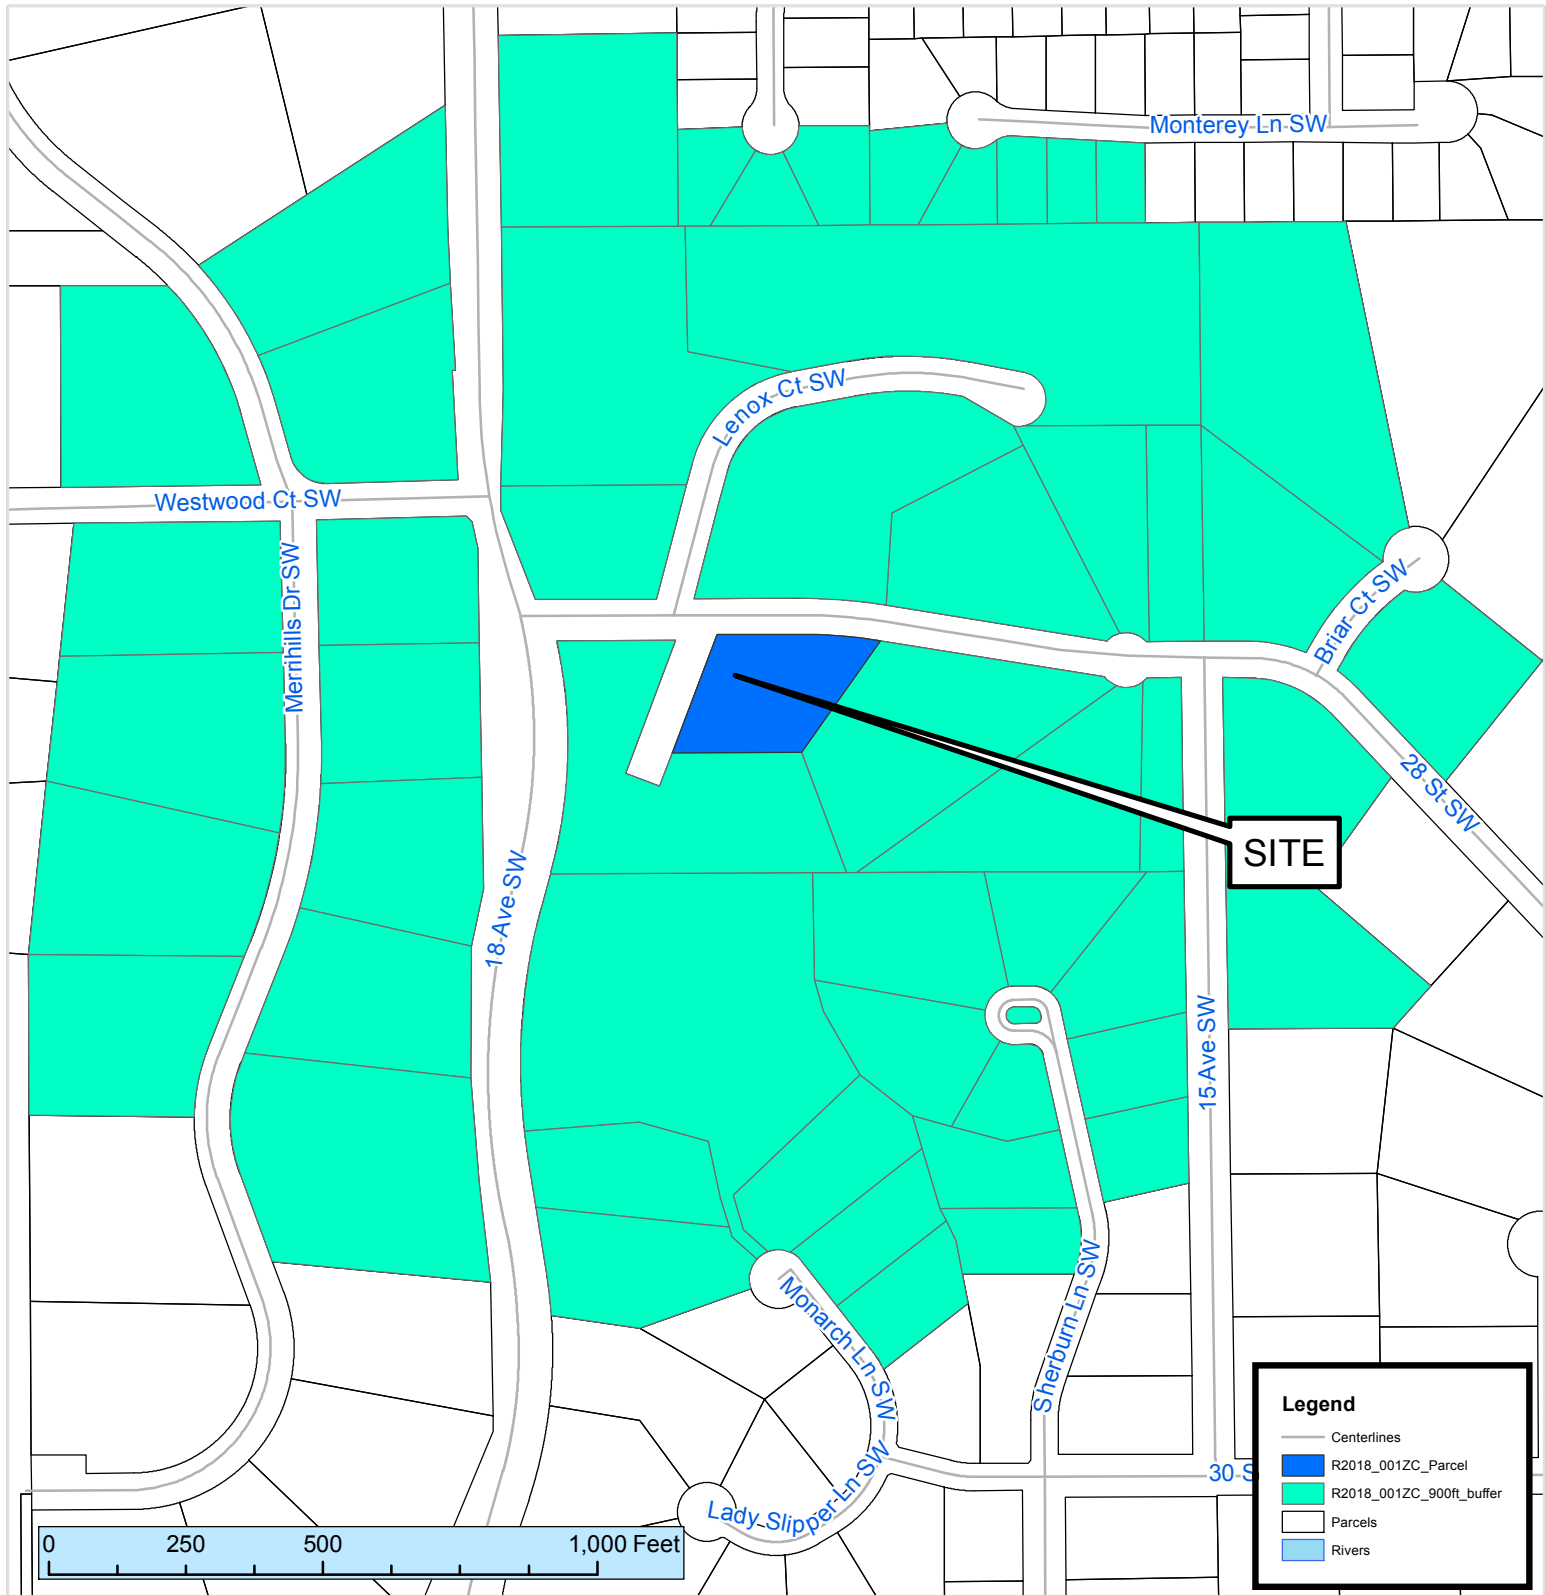 Monterey Ln SW
Lenox Ct SW
Westwood Ct SW
Merrihills Dr SW
Briar Ct SW
28 St SW
SITE
18 Ave SW
15 Ave SW
Monarch Ln SW
Sherburn Ln SW
Lady Slipper Ln SW
30 S
Legend
Centerlines
R2018_001ZC_Parcel
R2018_001ZC_900ft_buffer
Parcels
Rivers
0 250 500 1,000 Feet